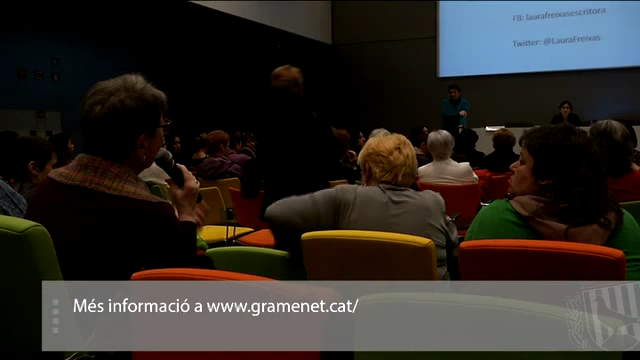 FB: laurafreixasescritora
Twitter: @LauraFreixas
Més informació a www.gramenet.cat/